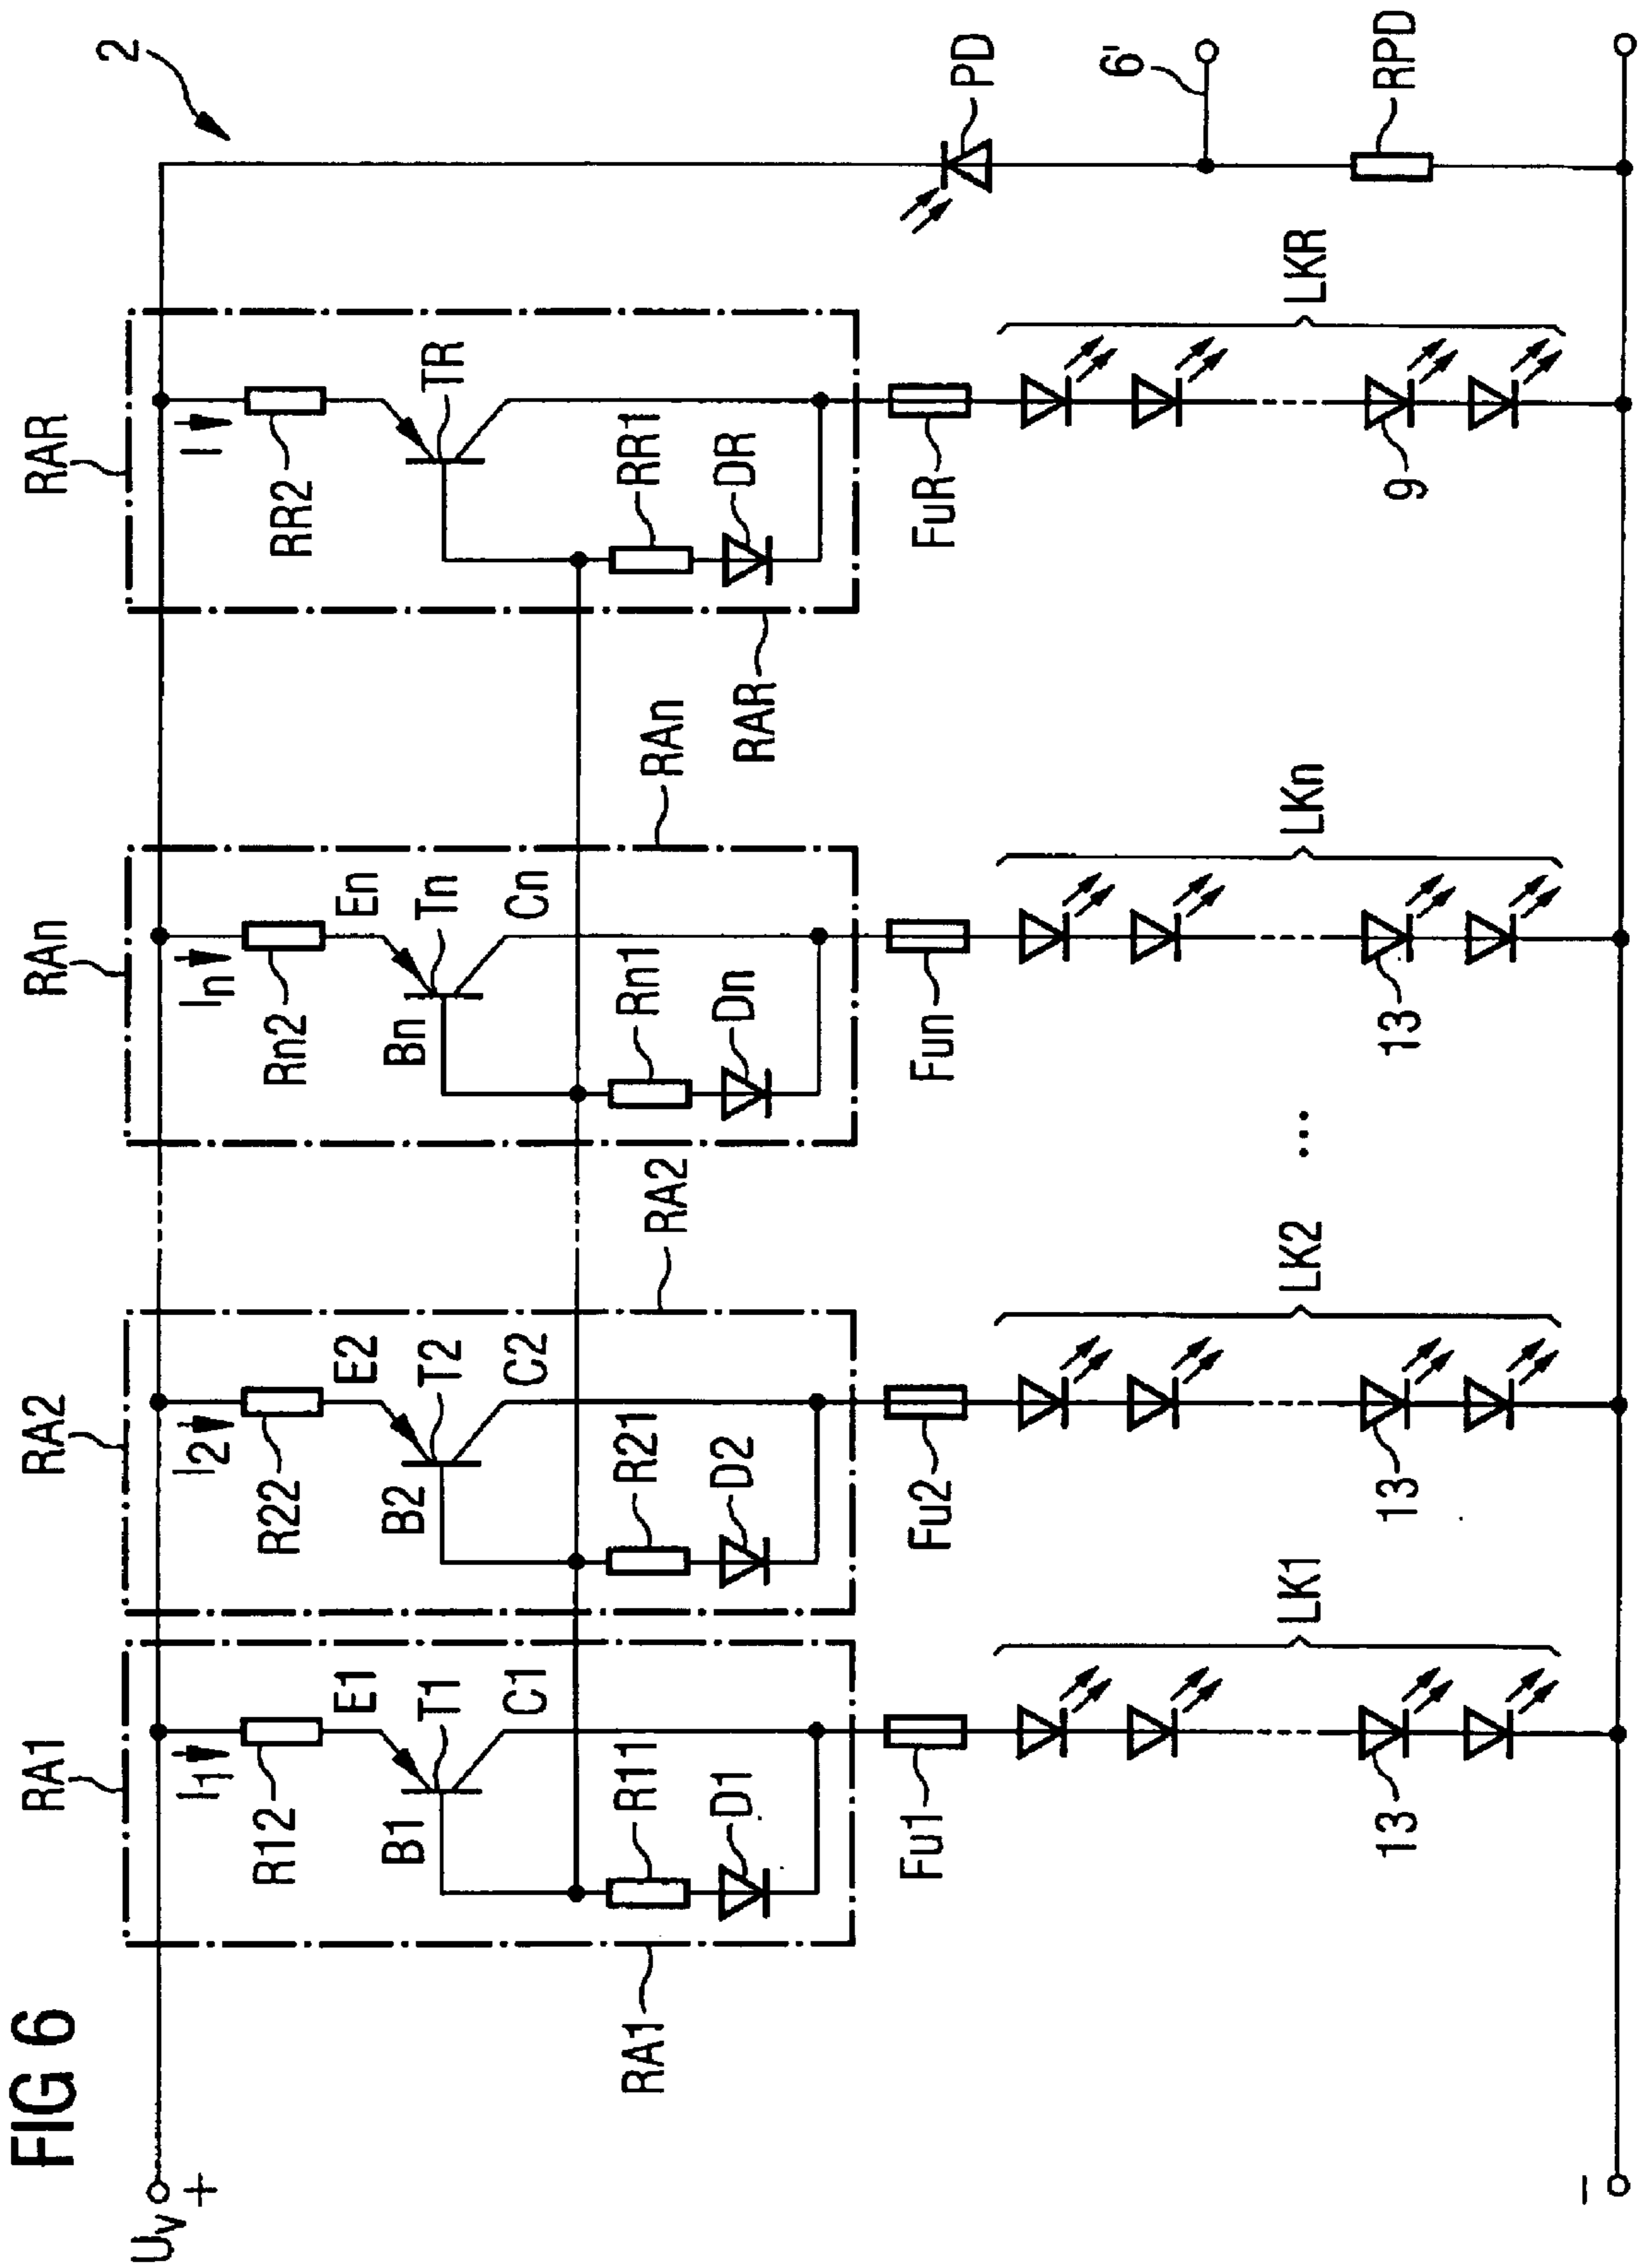 FIG 6
2
RA1
RA2
RAn
RAR
Uv
+
I1
I2
In
I
R12
R22
Rn2
RR2
E1
E2
En
T1
T2
Tn
TR
B1
B2
Bn
C1
C2
Cn
R11
R21
Rn1
RR1
D1
D2
Dn
DR
RA1
RA2
RAn
RAR
Fu1
Fu2
Fun
FuR
PD
6'
RPD
LK1
LK2
...
LKn
LKR
13
13
13
9
−